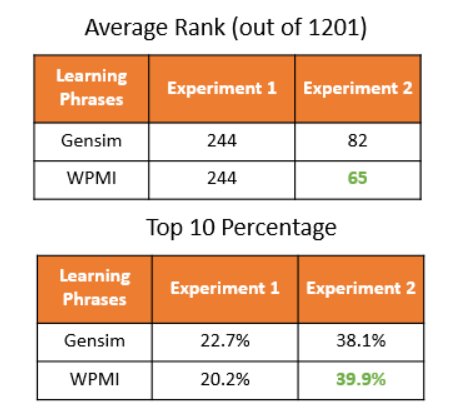 Average Rank (out of 1201)
Learning Phrases Experiment 1 Experiment 2
Gensim 244 82
WPMI 244 65
Top 10 Percentage
Learning Phrases Experiment 1 Experiment 2
Gensim 22.7% 38.1%
WPMI 20.2% 39.9%